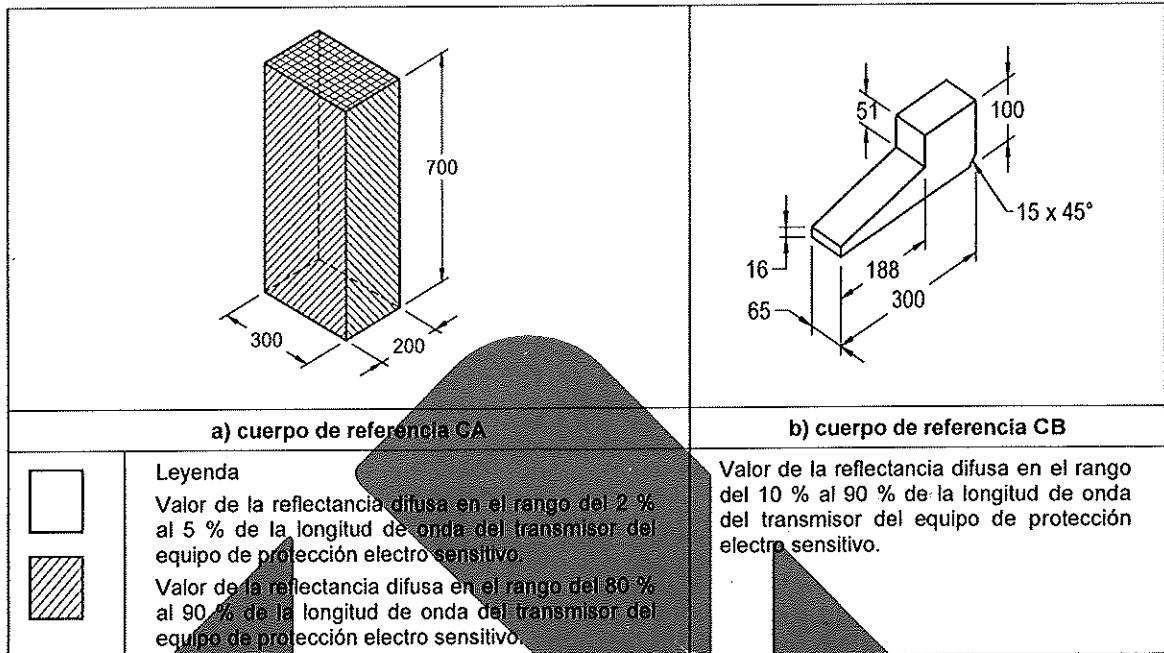 700
300
200
51
100
15 x 45°
16
188
300
65
a) cuerpo de referencia CA
b) cuerpo de referencia CB
Leyenda
Valor de la reflectancia difusa en el rango del 2 %
al 5 % de la longitud de onda del transmisor del
equipo de protección electro sensitivo.
Valor de la reflectancia difusa en el rango del 80 %
al 90 % de la longitud de onda del transmisor del
equipo de protección electro sensitivo.
Valor de la reflectancia difusa en el rango
del 10 % al 90 % de la longitud de onda
del transmisor del equipo de protección
electro sensitivo.